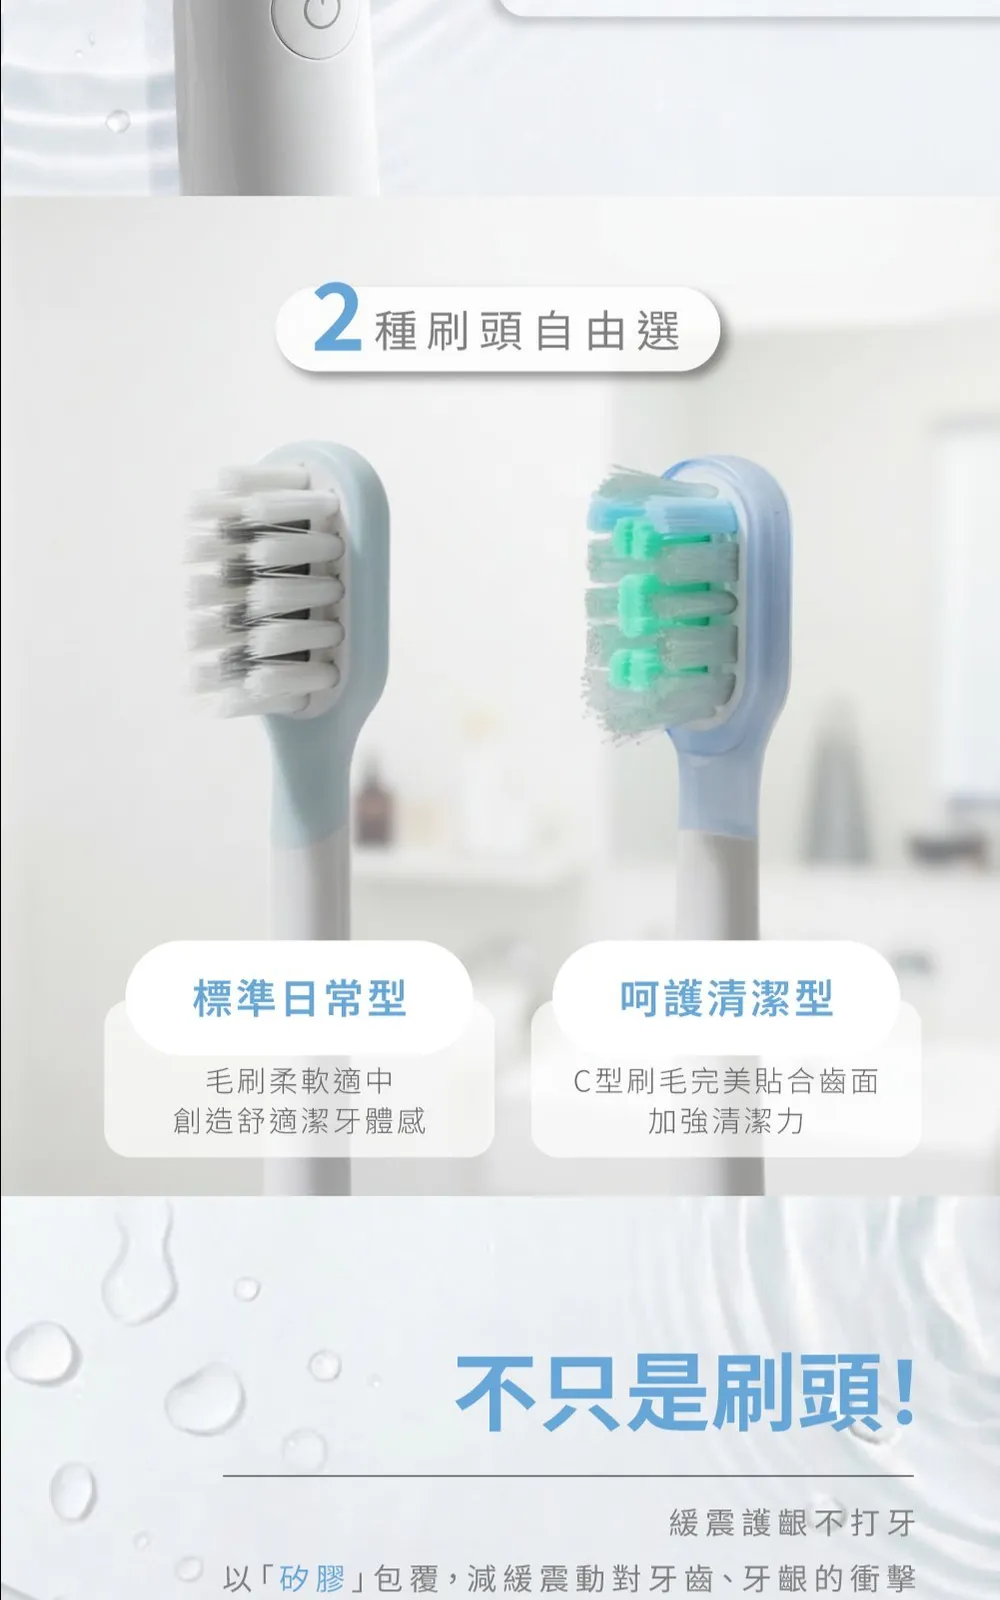 2種刷頭自由選
標準日常型
毛刷柔軟適中
創造舒適潔牙體感
呵護清潔型
C型刷毛完美貼合齒面
加強清潔力
不只是刷頭!
緩震護齦不打牙
以「矽膠」包覆,減緩震動對牙齒、牙齦的衝擊